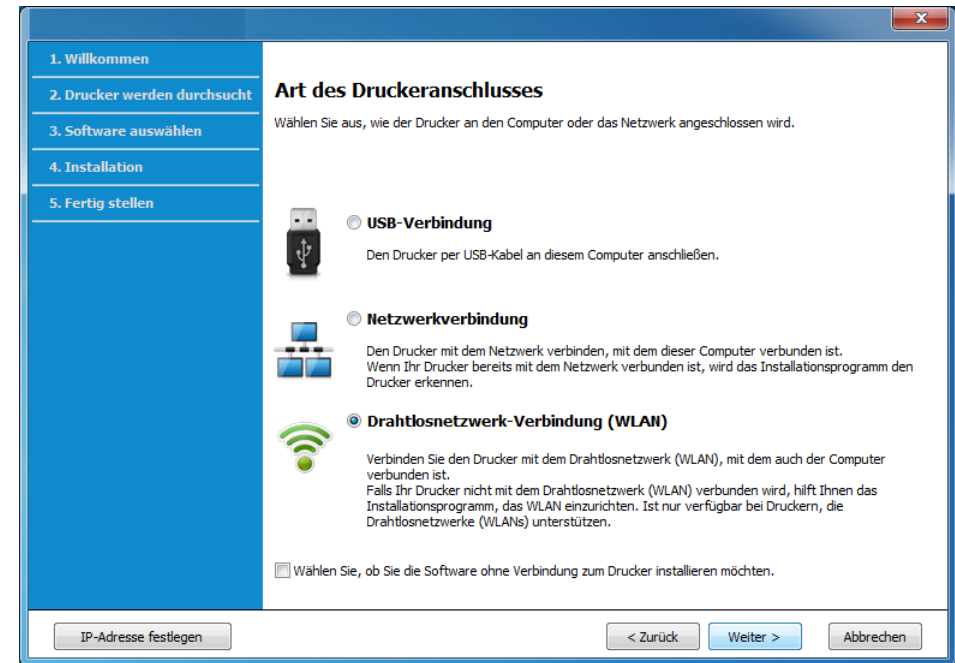 1. Willkommen
2. Drucker werden durchsucht
3. Software auswählen
4. Installation
5. Fertig stellen
Art des Druckeranschlusses
Wählen Sie aus, wie der Drucker an den Computer oder das Netzwerk angeschlossen wird.
USB-Verbindung
Den Drucker per USB-Kabel an diesem Computer anschließen.
Netzwerkverbindung
Den Drucker mit dem Netzwerk verbinden, mit dem dieser Computer verbunden ist.
Wenn Ihr Drucker bereits mit dem Netzwerk verbunden ist, wird das Installationsprogramm den
Drucker erkennen.
Drahtlosnetzwerk-Verbindung (WLAN)
Verbinden Sie den Drucker mit dem Drahtlosnetzwerk (WLAN), mit dem auch der Computer
verbunden ist.
Falls Ihr Drucker nicht mit dem Drahtlosnetzwerk (WLAN) verbunden wird, hilft Ihnen das
Installationsprogramm, das WLAN einzurichten. Ist nur verfügbar bei Druckern, die
Drahtlosnetzwerke (WLANs) unterstützen.
Wählen Sie, ob Sie die Software ohne Verbindung zum Drucker installieren möchten.
IP-Adresse festlegen
< Zurück
Weiter >
Abbrechen